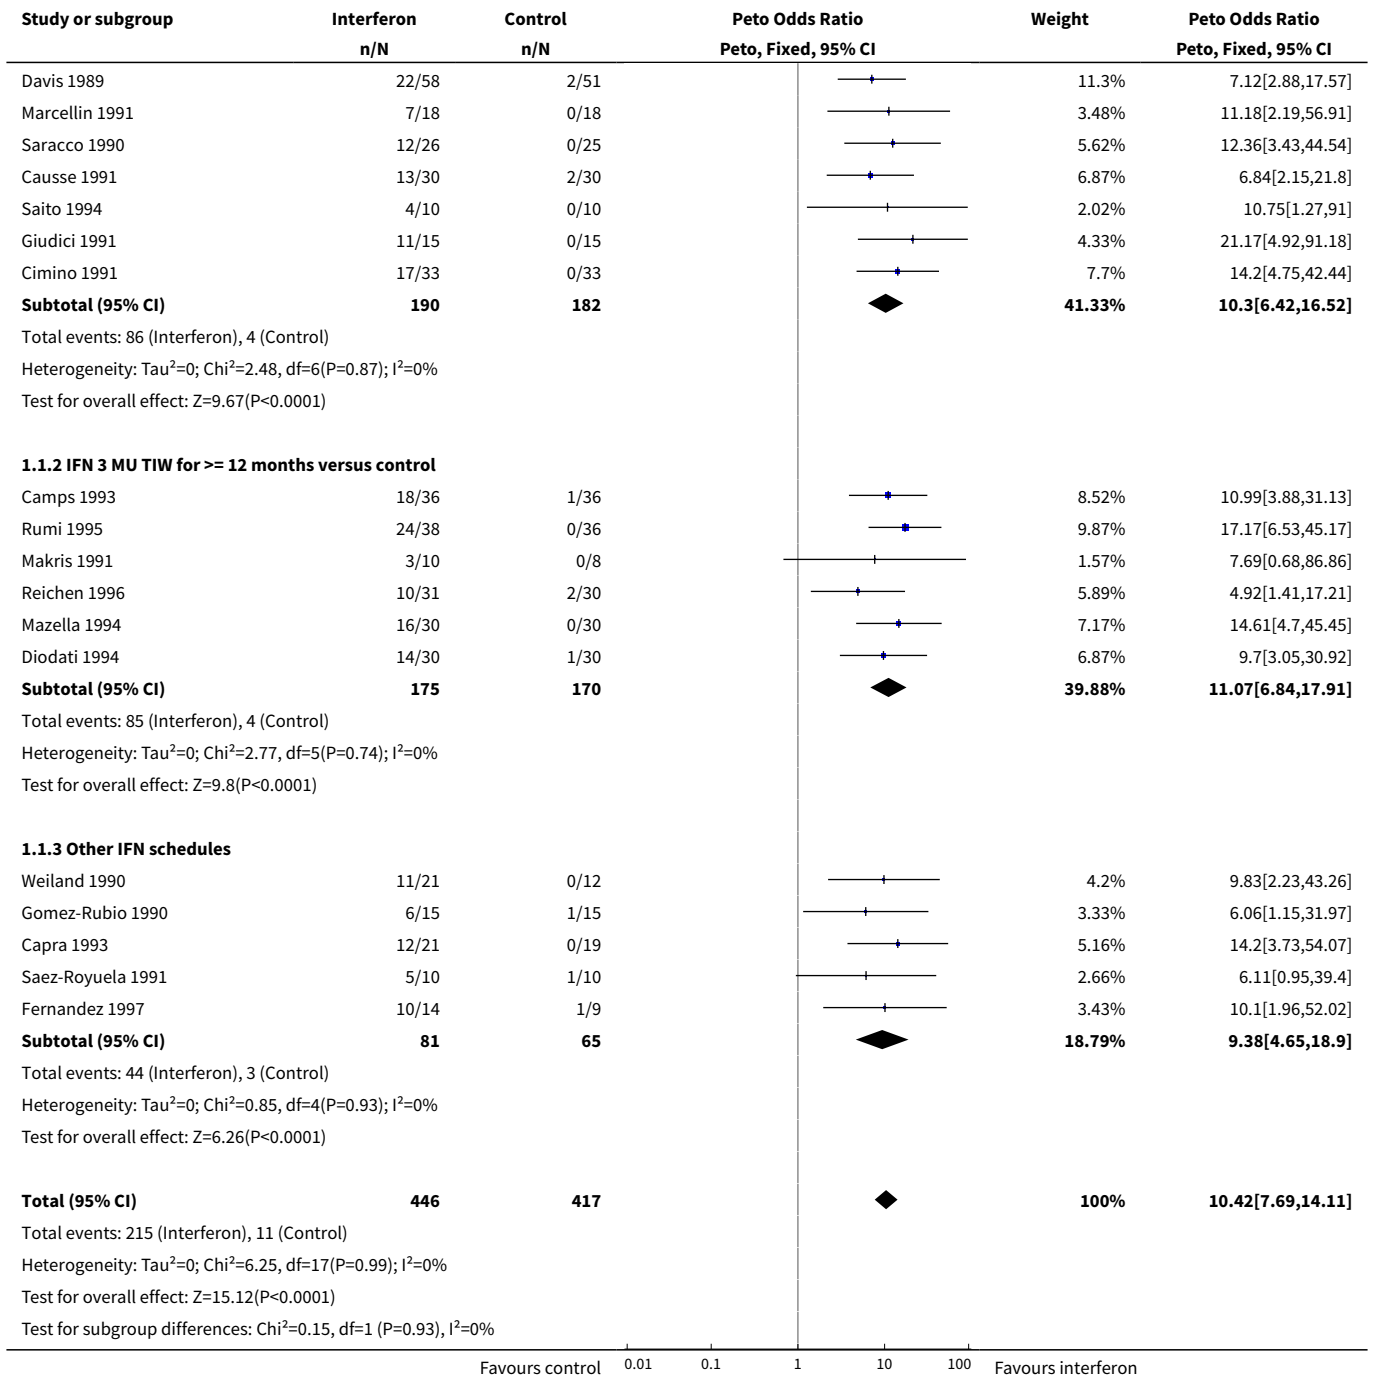 Study or subgroup Interferon Control Peto Odds Ratio Weight Peto Odds Ratio
n/N n/N Peto, Fixed, 95% CI Peto, Fixed, 95% CI
Davis 1989 22/58 2/51 11.3% 7.12[2.88,17.57]
Marcellin 1991 7/18 0/18 3.48% 11.18[2.19,56.91]
Saracco 1990 12/26 0/25 5.62% 12.36[3.43,44.54]
Causse 1991 13/30 2/30 6.87% 6.84[2.15,21.8]
Saito 1994 4/10 0/10 2.02% 10.75[1.27,91]
Giudici 1991 11/15 0/15 4.33% 21.17[4.92,91.18]
Cimino 1991 17/33 0/33 7.7% 14.2[4.75,42.44]
Subtotal (95% CI) 190 182 41.33% 10.3[6.42,16.52]
Total events: 86 (Interferon), 4 (Control)
Heterogeneity: Tau²=0; Chi²=2.48, df=6(P=0.87); I²=0%
Test for overall effect: Z=9.67(P<0.0001)
1.1.2 IFN 3 MU TIW for >= 12 months versus control
Camps 1993 18/36 1/36 8.52% 10.99[3.88,31.13]
Rumi 1995 24/38 0/36 9.87% 17.17[6.53,45.17]
Makris 1991 3/10 0/8 1.57% 7.69[0.68,86.86]
Reichen 1996 10/31 2/30 5.89% 4.92[1.41,17.21]
Mazella 1994 16/30 0/30 7.17% 14.61[4.7,45.45]
Diodati 1994 14/30 1/30 6.87% 9.7[3.05,30.92]
Subtotal (95% CI) 175 170 39.88% 11.07[6.84,17.91]
Total events: 85 (Interferon), 4 (Control)
Heterogeneity: Tau²=0; Chi²=2.77, df=5(P=0.74); I²=0%
Test for overall effect: Z=9.8(P<0.0001)
1.1.3 Other IFN schedules
Weiland 1990 11/21 0/12 4.2% 9.83[2.23,43.26]
Gomez-Rubio 1990 6/15 1/15 3.33% 6.06[1.15,31.97]
Capra 1993 12/21 0/19 5.16% 14.2[3.73,54.07]
Saez-Royuela 1991 5/10 1/10 2.66% 6.11[0.95,39.4]
Fernandez 1997 10/14 1/9 3.43% 10.1[1.96,52.02]
Subtotal (95% CI) 81 65 18.79% 9.38[4.65,18.9]
Total events: 44 (Interferon), 3 (Control)
Heterogeneity: Tau²=0; Chi²=0.85, df=4(P=0.93); I²=0%
Test for overall effect: Z=6.26(P<0.0001)
Total (95% CI) 446 417 100% 10.42[7.69,14.11]
Total events: 215 (Interferon), 11 (Control)
Heterogeneity: Tau²=0; Chi²=6.25, df=17(P=0.99); I²=0%
Test for overall effect: Z=15.12(P<0.0001)
Test for subgroup differences: Chi²=0.15, df=1 (P=0.93), I²=0%
Favours control 0.01 0.1 1 10 100 Favours interferon